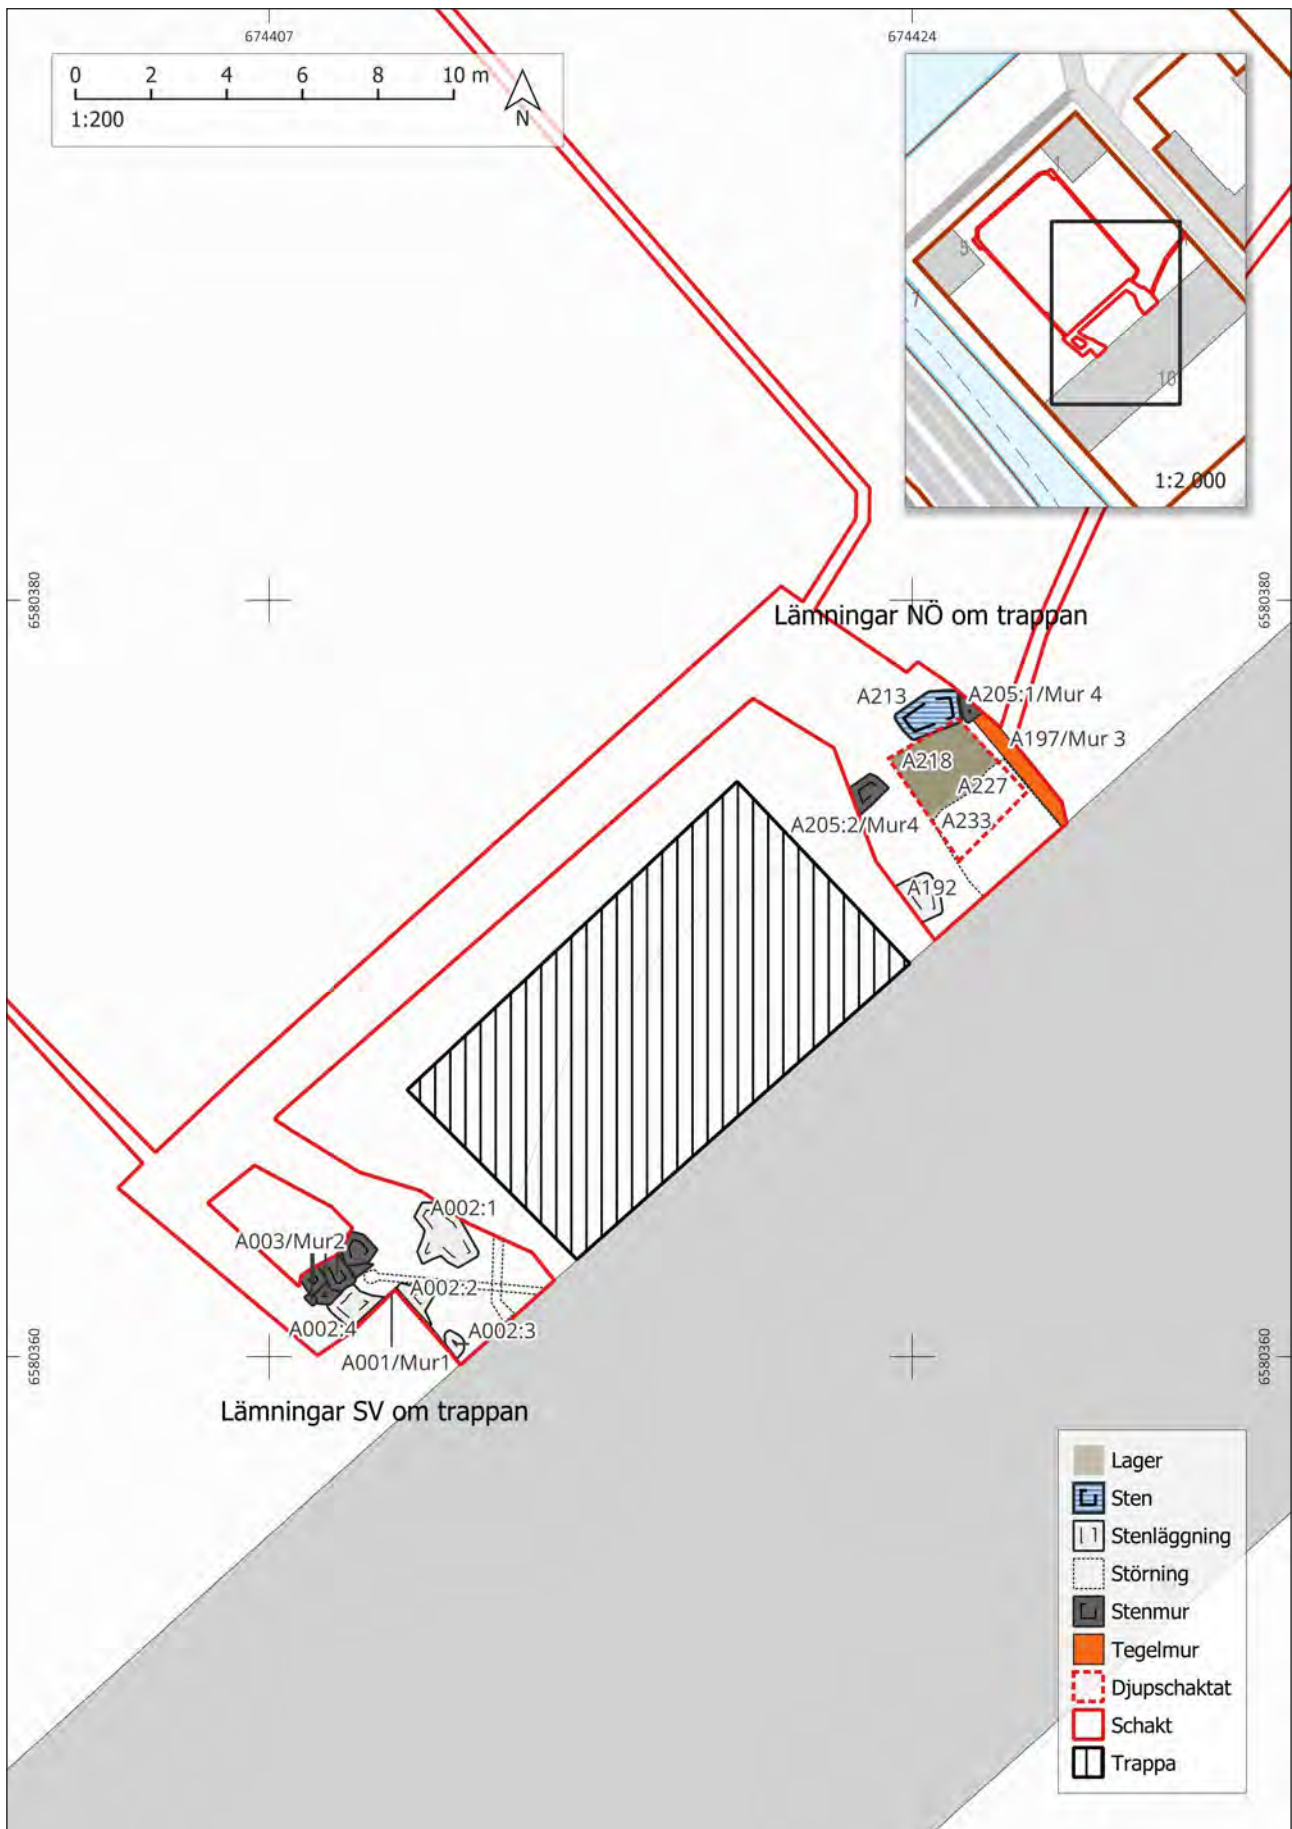 674407
674424
0 2 4 6 8 10 m
1:200
N
1
5
7
10
1:2 000
6580380
6580380
Lämningar NÖ om trappan
A213
A205:1/Mur 4
A197/Mur 3
A218
A227
A205:2/Mur4
A233
A192
A002:1
A003/Mur2
A002:2
A002:4
A002:3
A001/Mur1
6580360
6580360
Lämningar SV om trappan
Lager
Sten
Stenläggning
Störning
Stenmur
Tegelmur
Djupschaktat
Schakt
Trappa